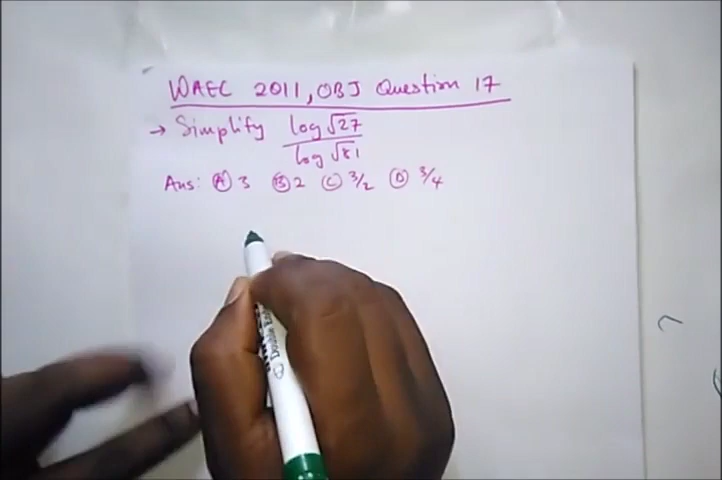 WAEC 2011, OBJ Question 17
→ Simplify log√27 / log√81
Ans: Ⓐ 3 Ⓑ 2 Ⓒ 3/2 Ⓓ 3/4